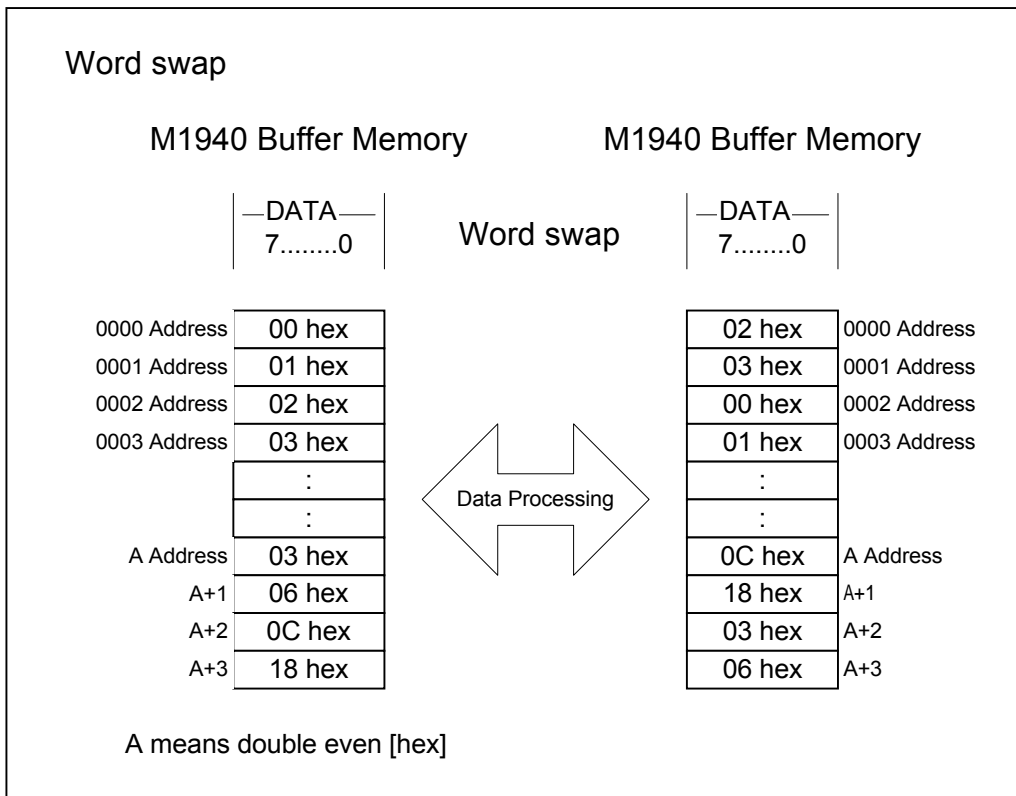 Word swap
M1940 Buffer Memory M1940 Buffer Memory
DATA DATA
7........0 Word swap 7........0
0000 Address 00 hex 02 hex 0000 Address
0001 Address 01 hex 03 hex 0001 Address
0002 Address 02 hex 00 hex 0002 Address
0003 Address 03 hex 01 hex 0003 Address
: :
Data Processing
: :
A Address 03 hex 0C hex A Address
A+1 06 hex 18 hex A+1
A+2 0C hex 03 hex A+2
A+3 18 hex 06 hex A+3
A means double even [hex]